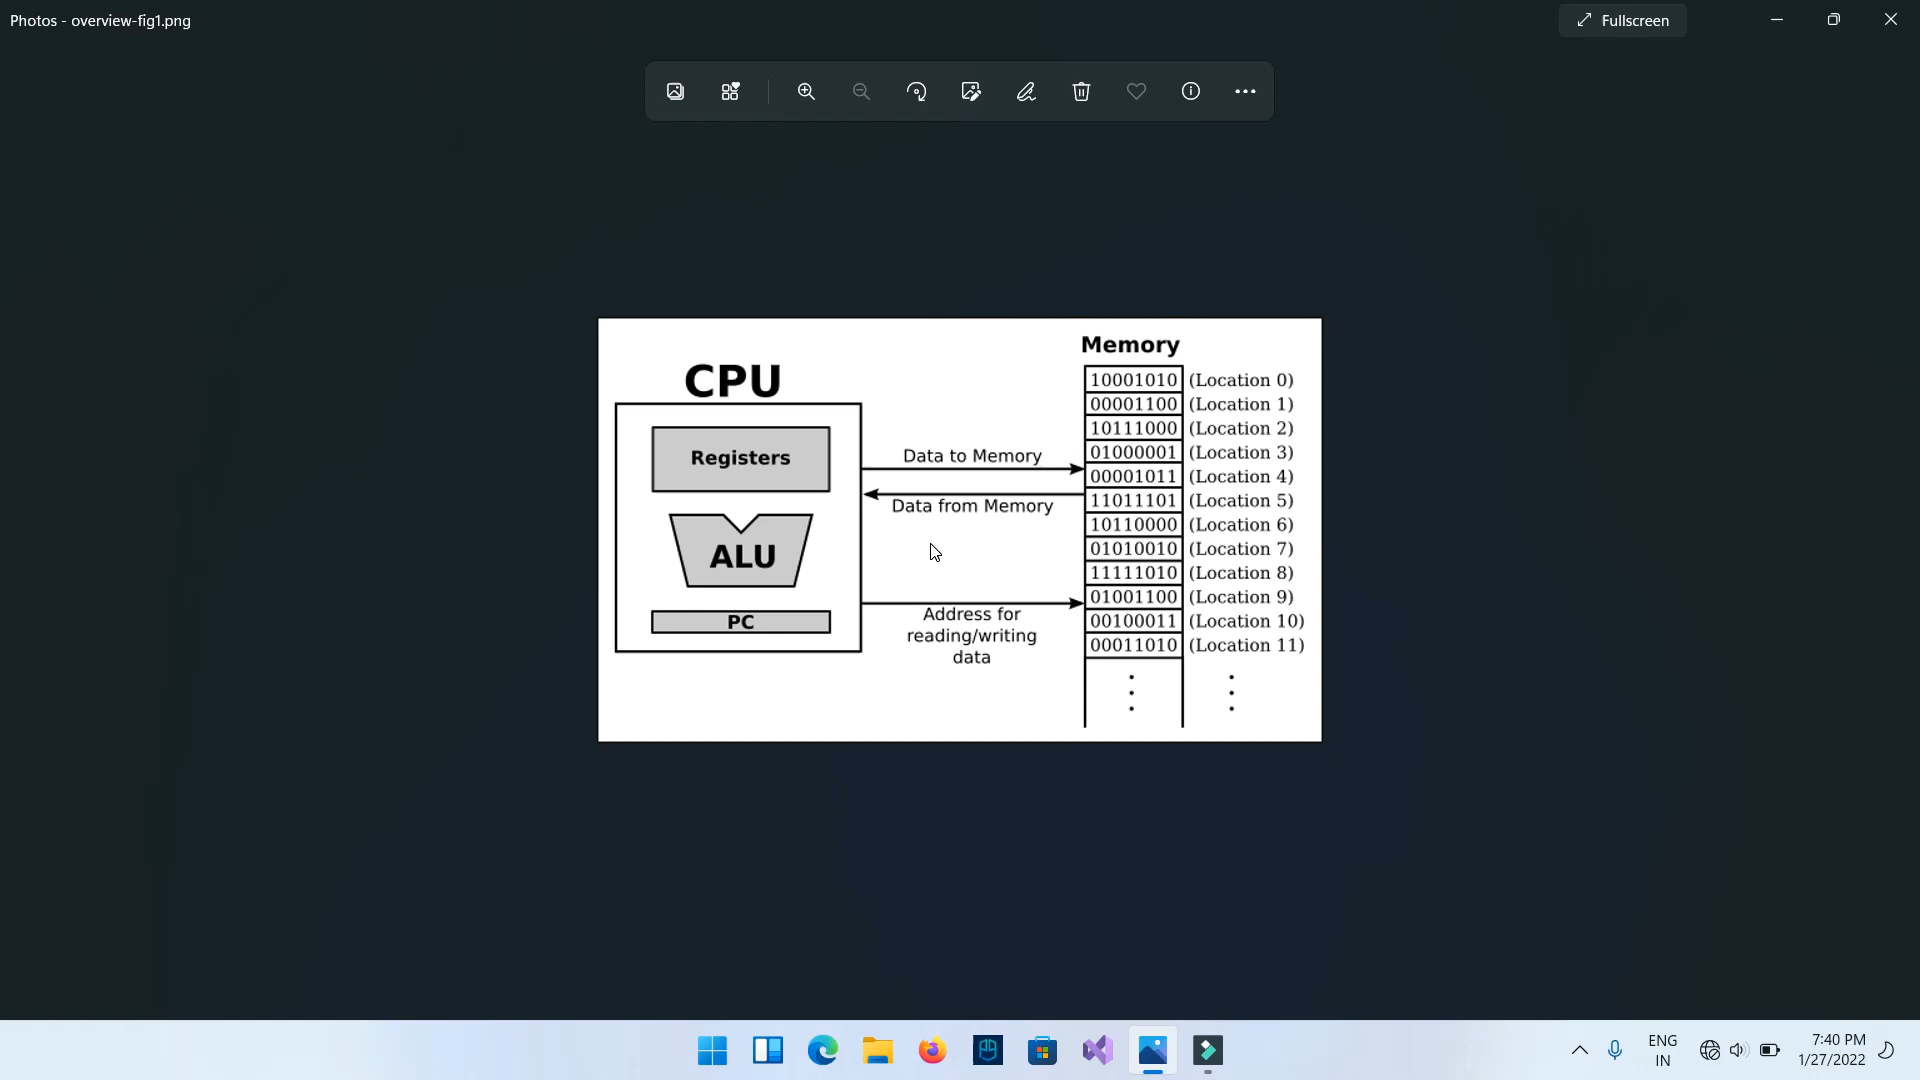 Photos - overview-fig1.png
Fullscreen
CPU
Registers
ALU
PC
Data to Memory
Data from Memory
Address for
reading/writing
data
Memory
10001010 (Location 0)
00001100 (Location 1)
10111000 (Location 2)
01000001 (Location 3)
00001011 (Location 4)
11011101 (Location 5)
10110000 (Location 6)
01010010 (Location 7)
11111010 (Location 8)
01001100 (Location 9)
00100011 (Location 10)
00011010 (Location 11)
ENG
IN
7:40 PM
1/27/2022